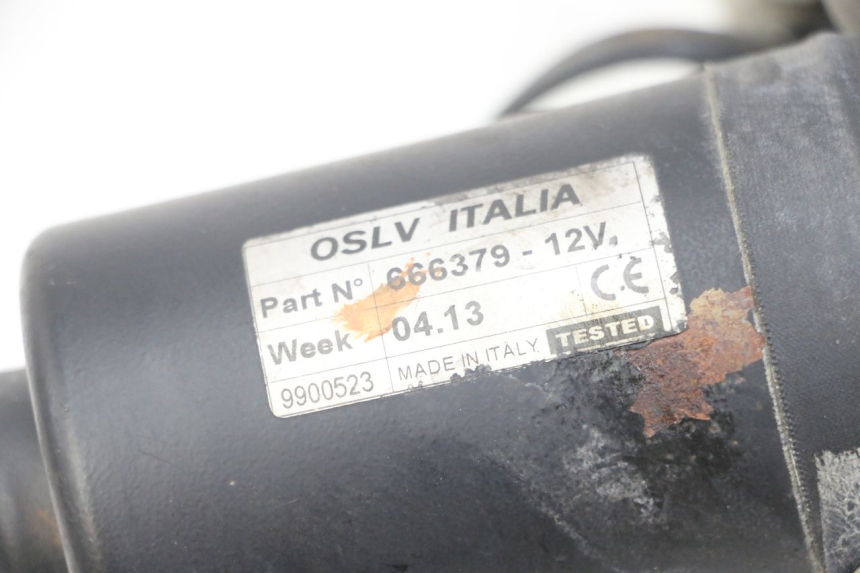 OSLV ITALIA
Part N° 666379 - 12V.
Week 04.13 CE
9900523 MADE IN ITALY TESTED